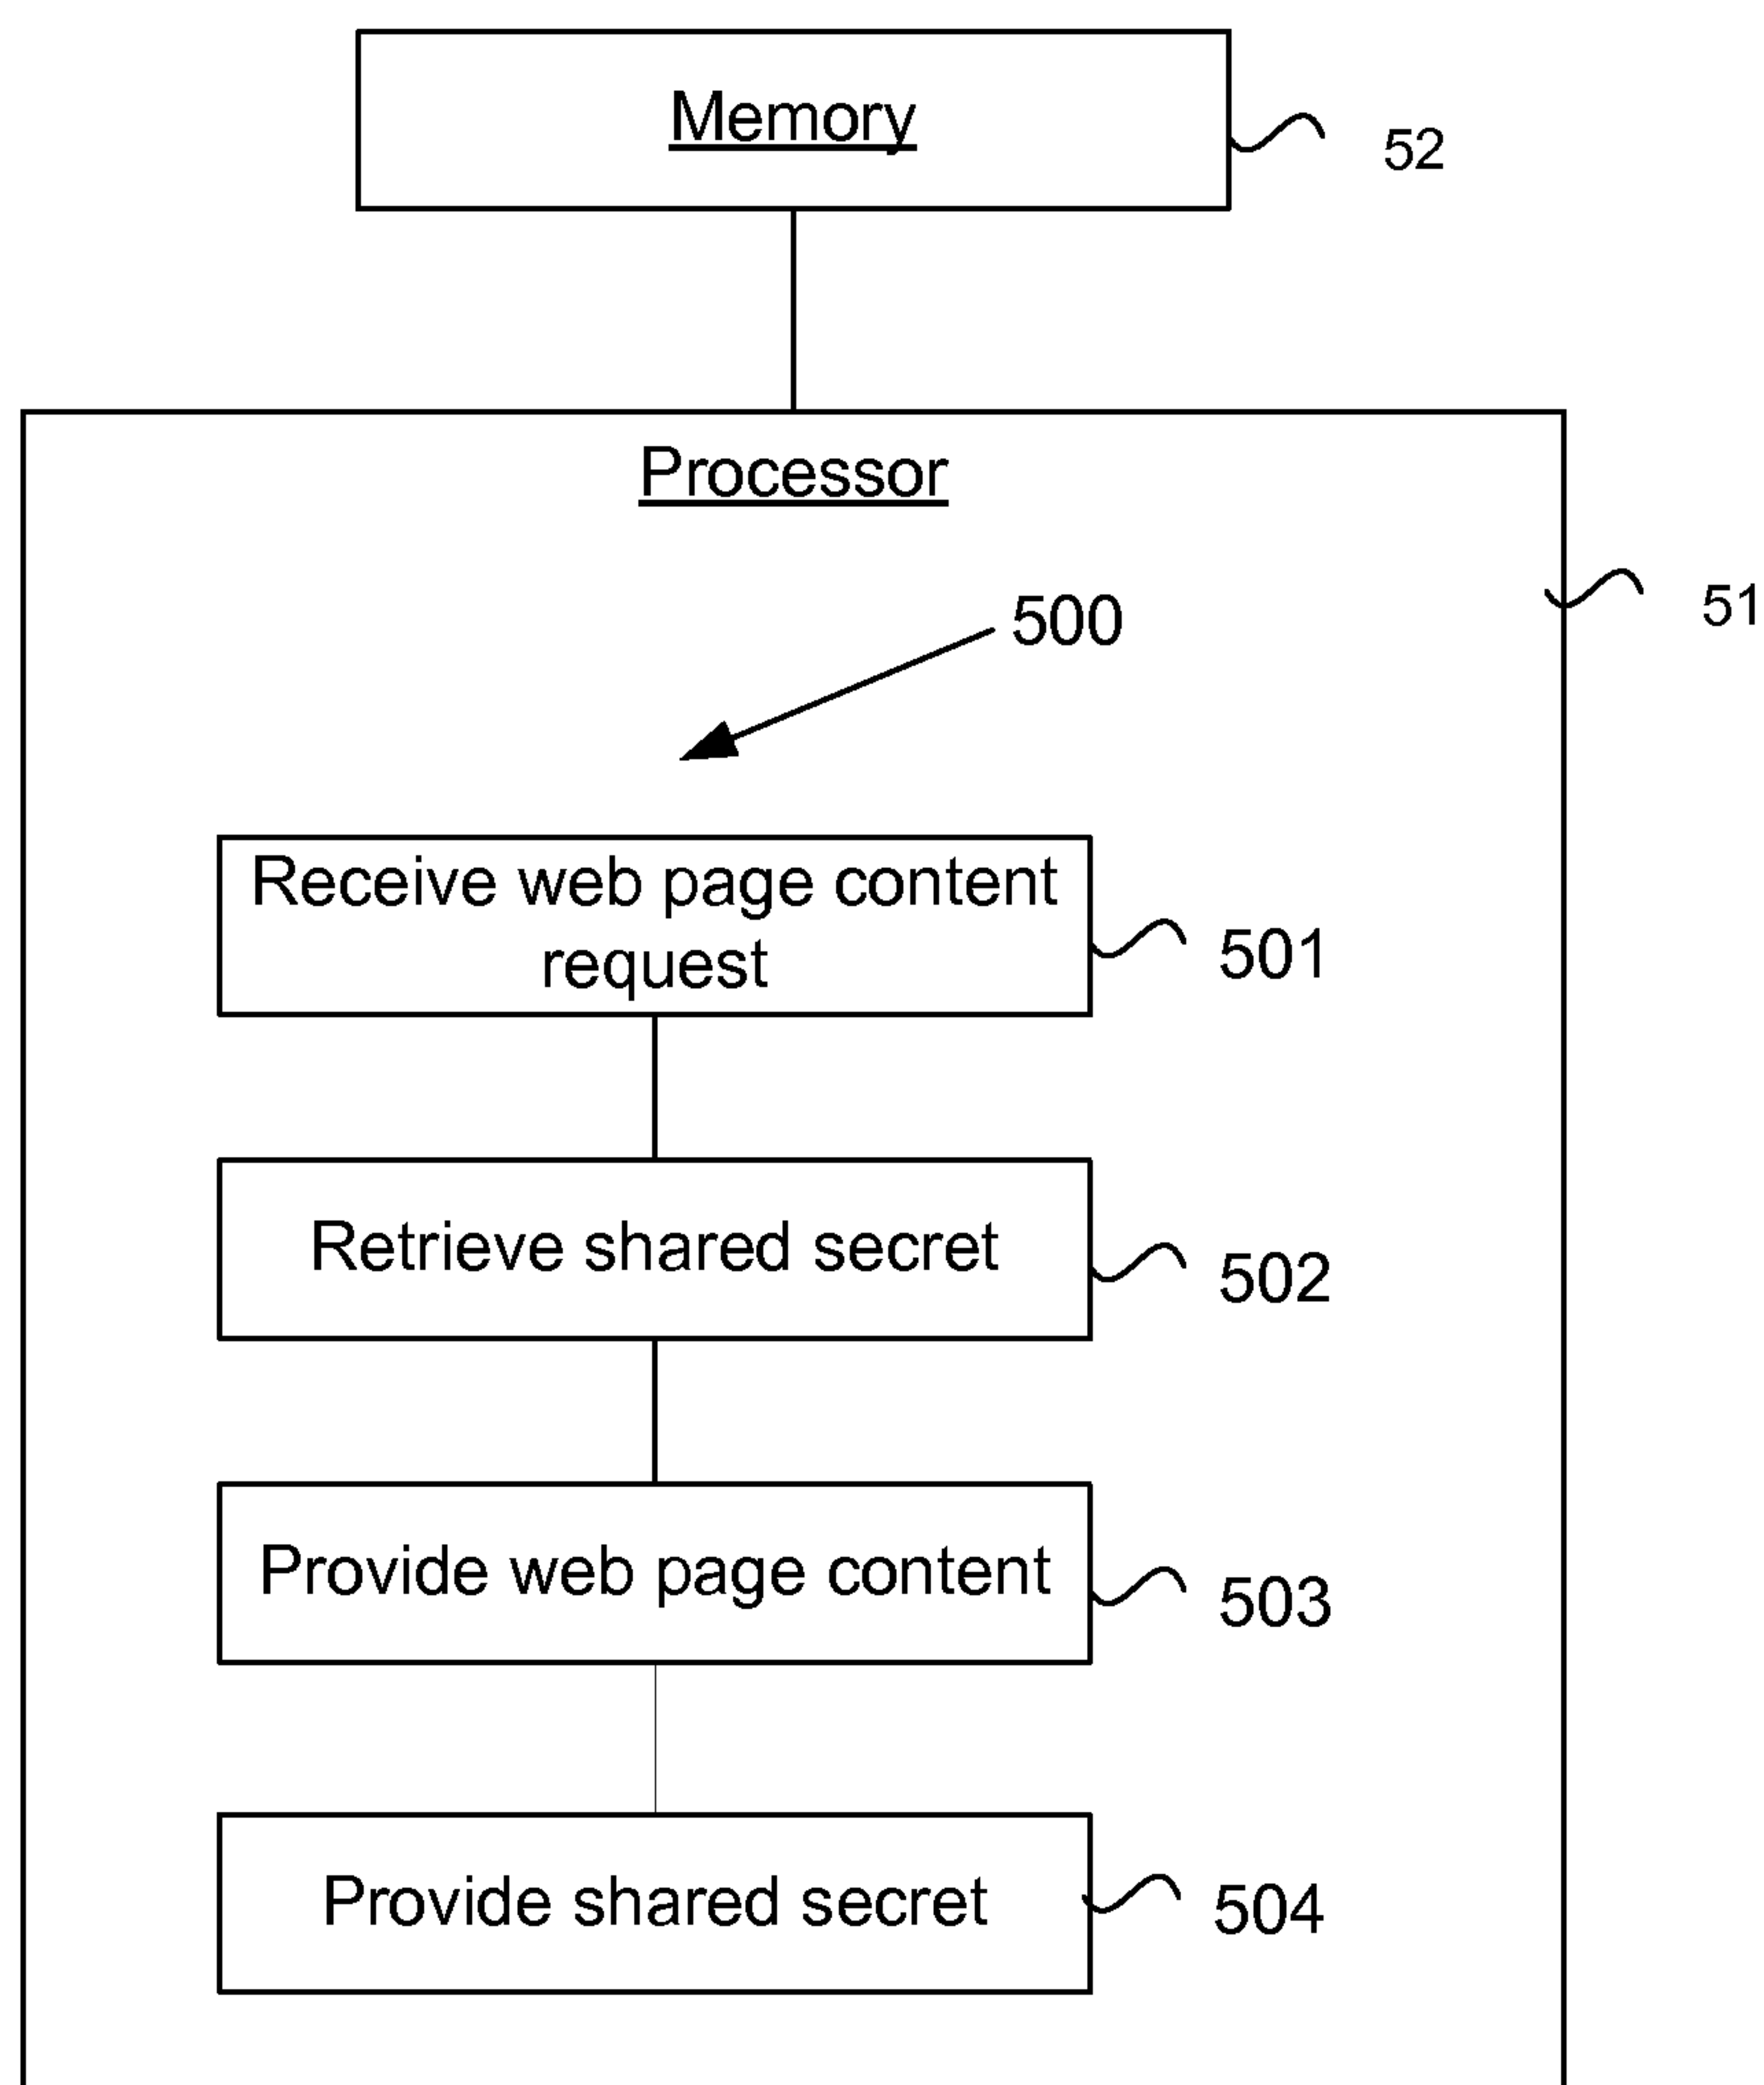 Memory
52
Processor
51
500
Receive web page content
request
501
Retrieve shared secret
502
Provide web page content
503
Provide shared secret
504